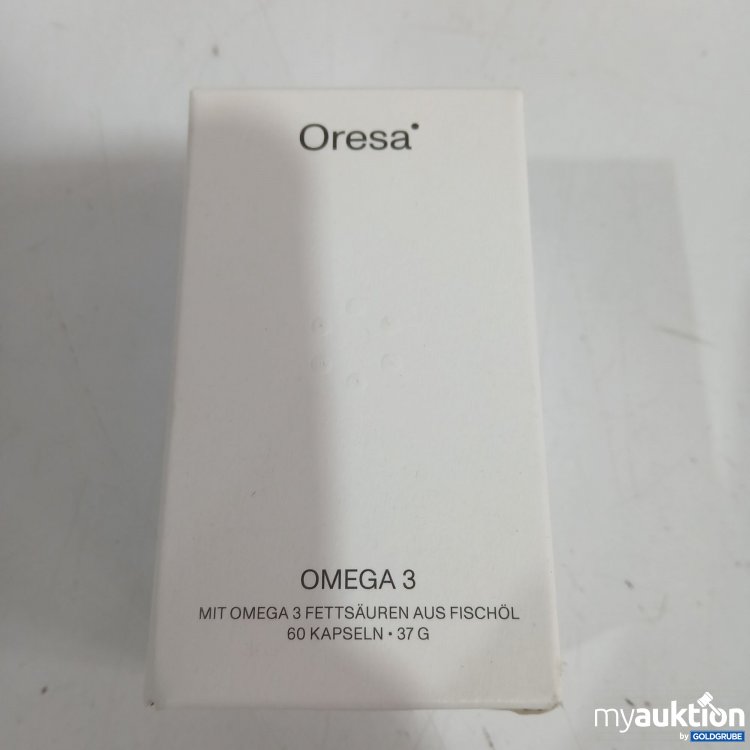 Oresa
OMEGA 3
MIT OMEGA 3 FETTSÄUREN AUS FISCHÖL
60 KAPSELN • 37 G
myauktion
by GOLDGRUBE